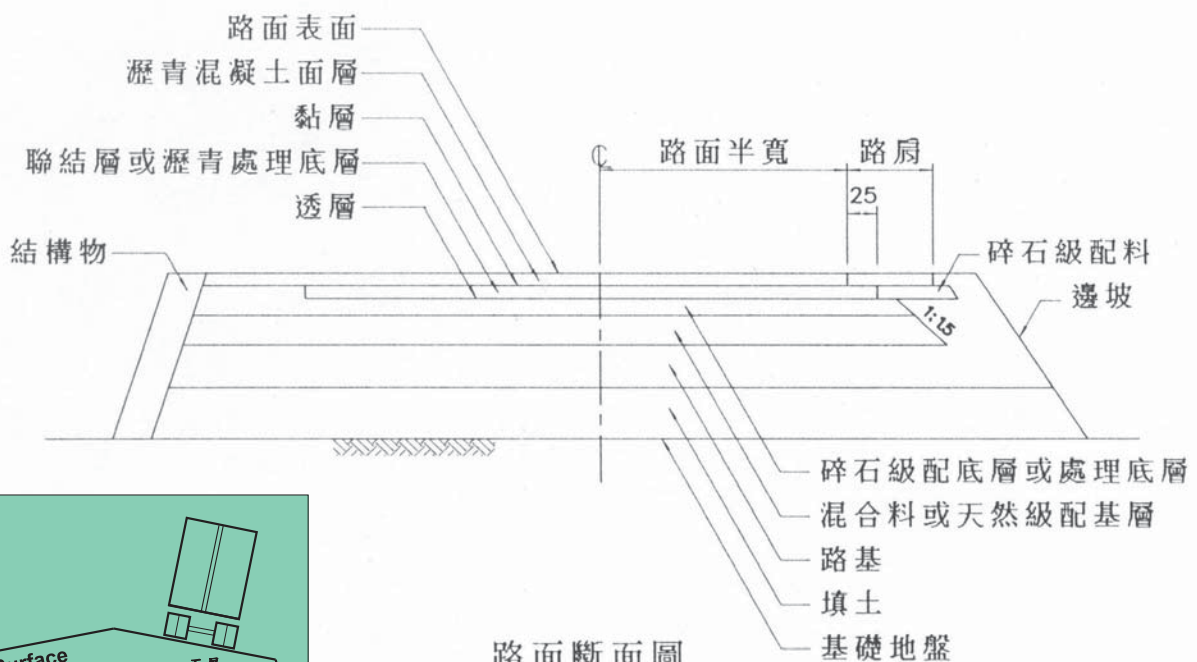 路面表面
瀝青混凝土面層
黏層
聯結層或瀝青處理底層
透層
結構物
℄
路面半寬
路肩
25
碎石級配料
邊坡
1:1.5
碎石級配底層或處理底層
混合料或天然級配基層
路基
填土
基礎地盤
路面斷面圖